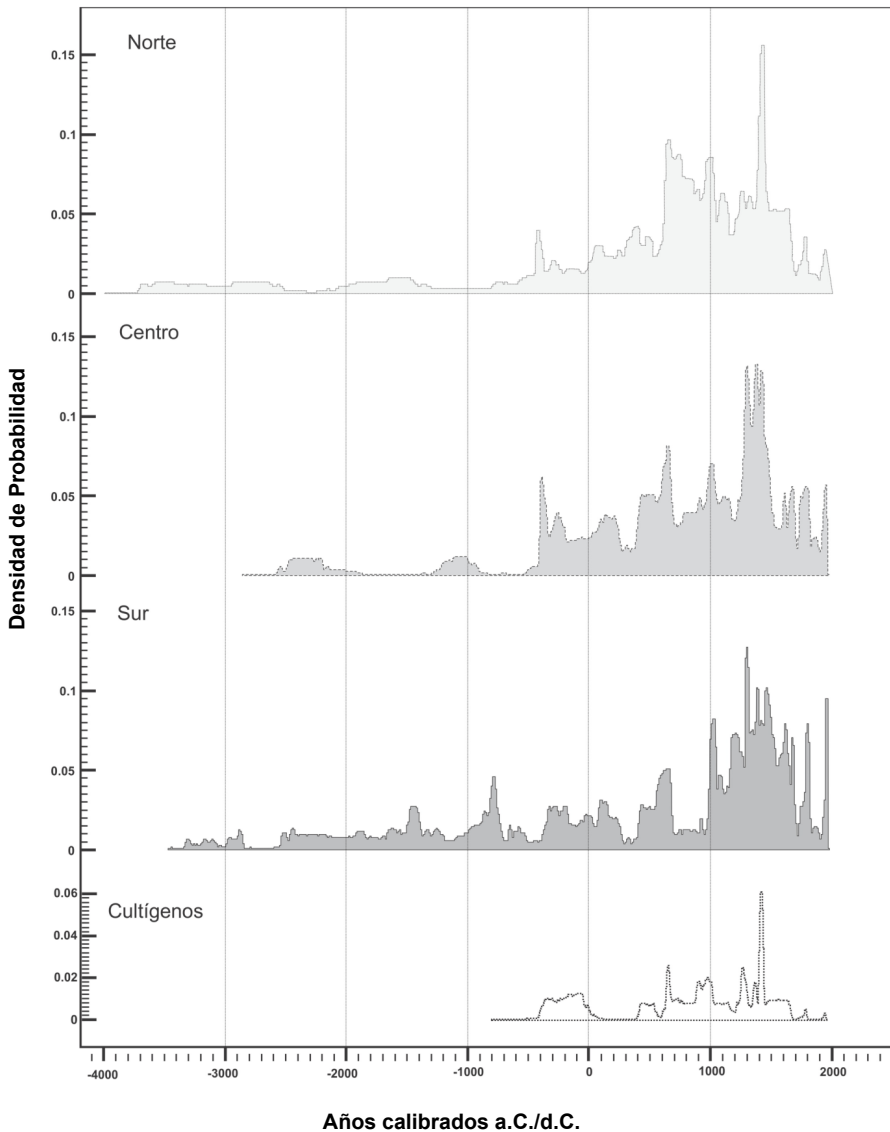 Norte
0.15
0.1
0.05
0
Centro
0.15
0.1
0.05
0
Sur
0.15
0.1
0.05
0
Cultígenos
0.06
0.04
0.02
0
Densidad de Probabilidad
-4000 -3000 -2000 -1000 0 1000 2000
Años calibrados a.C./d.C.